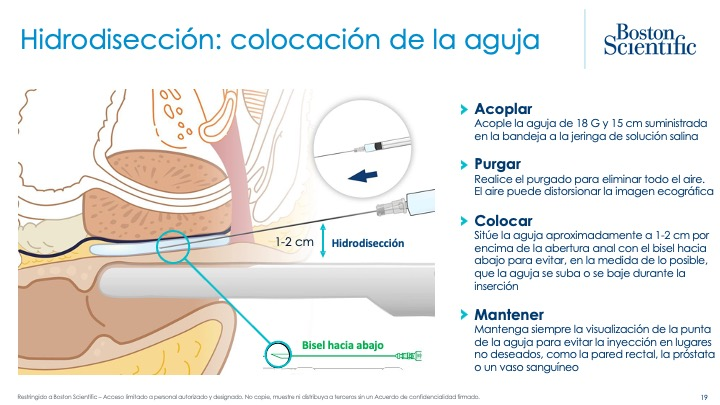 Hidrodisección: colocación de la aguja
Boston
Scientific
1-2 cm
Hidrodisección
Bisel hacia abajo
Acoplar
Acople la aguja de 18 G y 15 cm suministrada
en la bandeja a la jeringa de solución salina
Purgar
Realice el purgado para eliminar todo el aire.
El aire puede distorsionar la imagen ecográfica
Colocar
Sitúe la aguja aproximadamente a 1-2 cm por
encima de la abertura anal con el bisel hacia
abajo para evitar, en la medida de lo posible,
que la aguja se suba o se baje durante la
inserción
Mantener
Mantenga siempre la visualización de la punta
de la aguja para evitar la inyección en lugares
no deseados, como la pared rectal, la próstata
o un vaso sanguíneo
Restringido a Boston Scientific – Acceso limitado a personal autorizado y designado. No copie, muestre ni distribuya a terceros sin un Acuerdo de confidencialidad firmado.
19